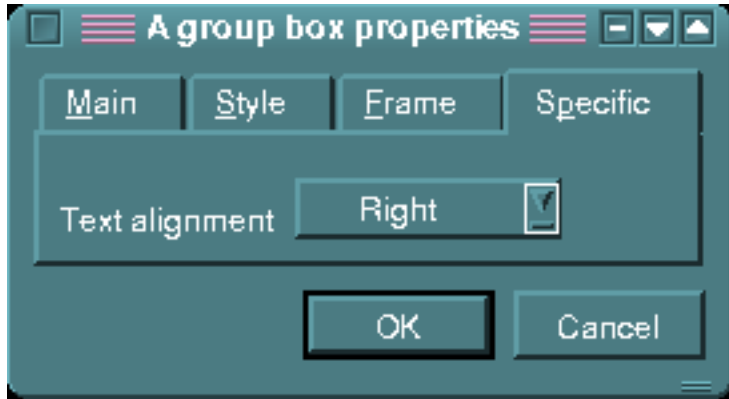 A group box properties
Main Style Frame Specific
Text alignment Right
OK Cancel